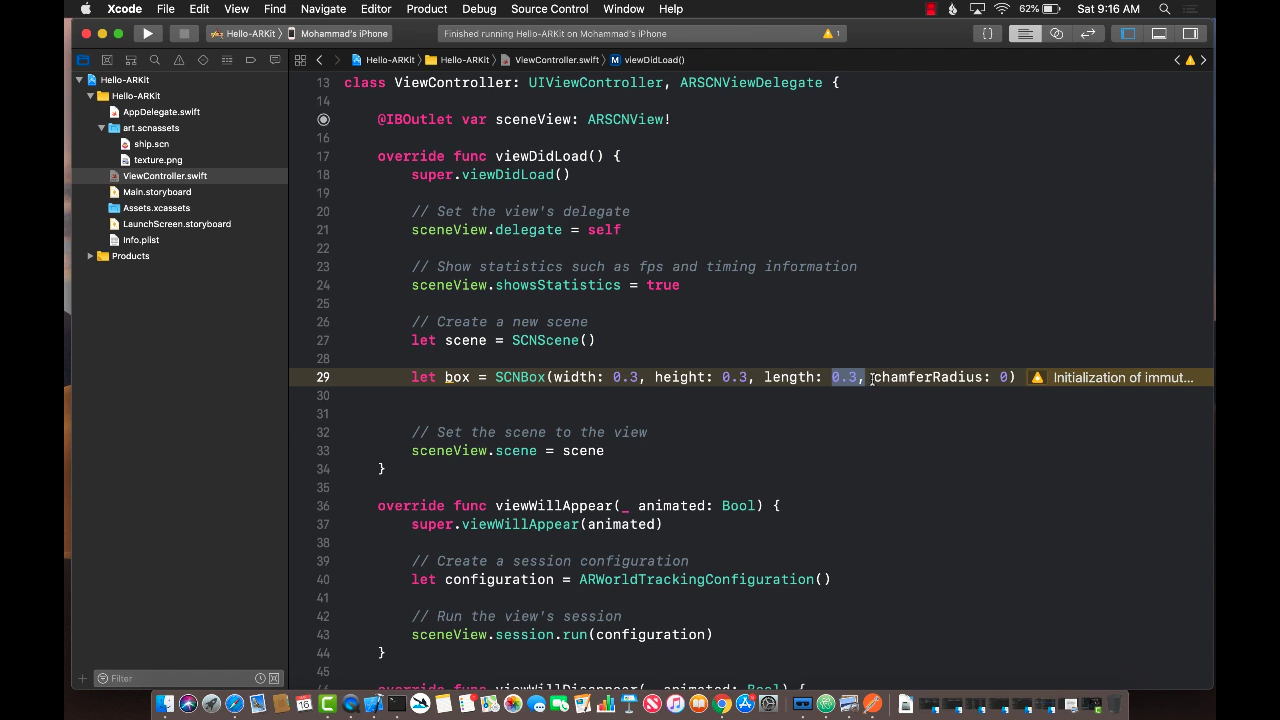 Xcode File Edit View Find Navigate Editor Product Debug Source Control Window Help 62% Sat 9:16 AM
Hello-ARKit Mohammad's iPhone Finished running Hello-ARKit on Mohammad's iPhone 1
Hello-ARKit
Hello-ARKit
AppDelegate.swift
art.scnassets
ship.scn
texture.png
ViewController.swift
Main.storyboard
Assets.xcassets
LaunchScreen.storyboard
Info.plist
Products
Filter
Hello-ARKit Hello-ARKit ViewController.swift M viewDidLoad()
13 class ViewController: UIViewController, ARSCNViewDelegate {
14
@IBOutlet var sceneView: ARSCNView!
16
17 override func viewDidLoad() {
18 super.viewDidLoad()
19
20 // Set the view's delegate
21 sceneView.delegate = self
22
23 // Show statistics such as fps and timing information
24 sceneView.showsStatistics = true
25
26 // Create a new scene
27 let scene = SCNScene()
28
29 let box = SCNBox(width: 0.3, height: 0.3, length: 0.3, chamferRadius: 0) Initialization of immut...
30
31
32 // Set the scene to the view
33 sceneView.scene = scene
34 }
35
36 override func viewWillAppear(_ animated: Bool) {
37 super.viewWillAppear(animated)
38
39 // Create a session configuration
40 let configuration = ARWorldTrackingConfiguration()
41
42 // Run the view's session
43 sceneView.session.run(configuration)
44 }
45
46 override func viewWillDisappear(_ animated: Bool) {